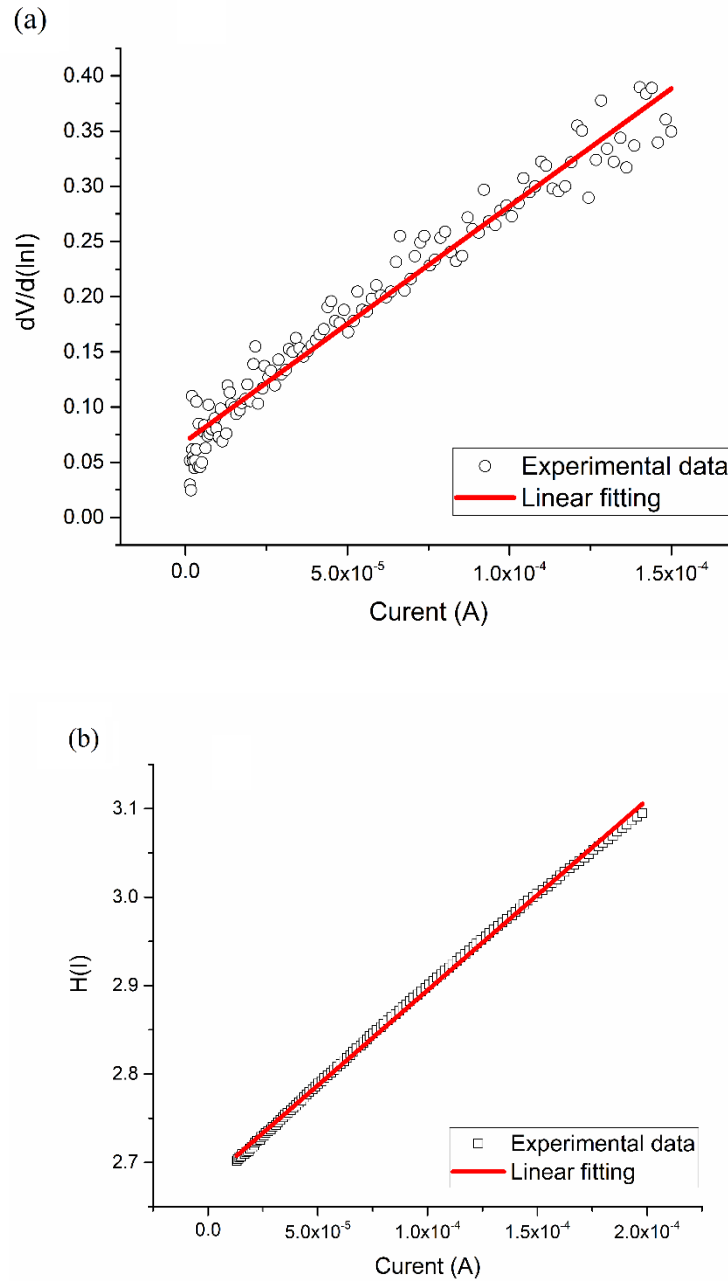 (a)
0.40
0.35
0.30
0.25
0.20
0.15
0.10
0.05
0.00
dV/d(lnI)
Experimental data
Linear fitting
0.0
5.0x10⁻⁵
1.0x10⁻⁴
1.5x10⁻⁴
Curent (A)
(b)
3.1
3.0
2.9
2.8
2.7
H(I)
Experimental data
Linear fitting
0.0
5.0x10⁻⁵
1.0x10⁻⁴
1.5x10⁻⁴
2.0x10⁻⁴
Curent (A)